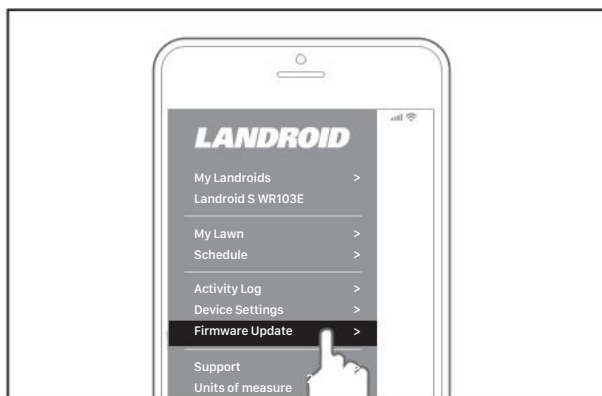 LANDROID
My Landroids >
Landroid S WR103E
My Lawn >
Schedule >
Activity Log >
Device Settings >
Firmware Update >
Support >
Units of measure